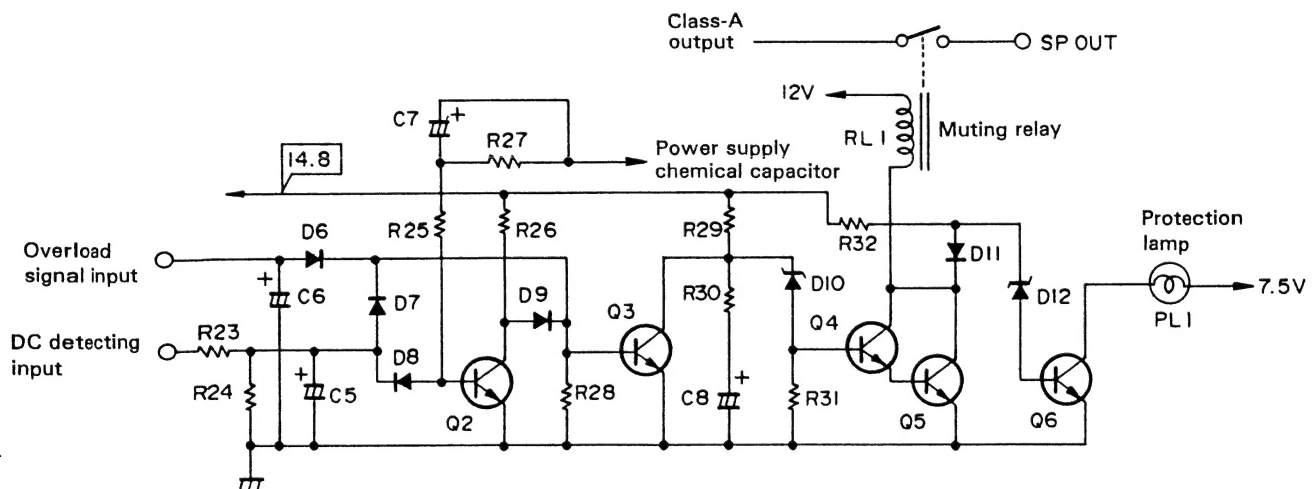 Class-A
output
SP OUT
12V
RL 1
Muting relay
C7
+
R27
Power supply
chemical capacitor
14.8
R25
R26
R29
R32
D11
Protection
lamp
Overload
signal input
D6
+
C6
D7
D9
Q3
R30
D10
Q4
D12
7.5V
PL 1
DC detecting
input
R23
R24
+
C5
D8
Q2
R28
+
C8
R31
Q5
Q6